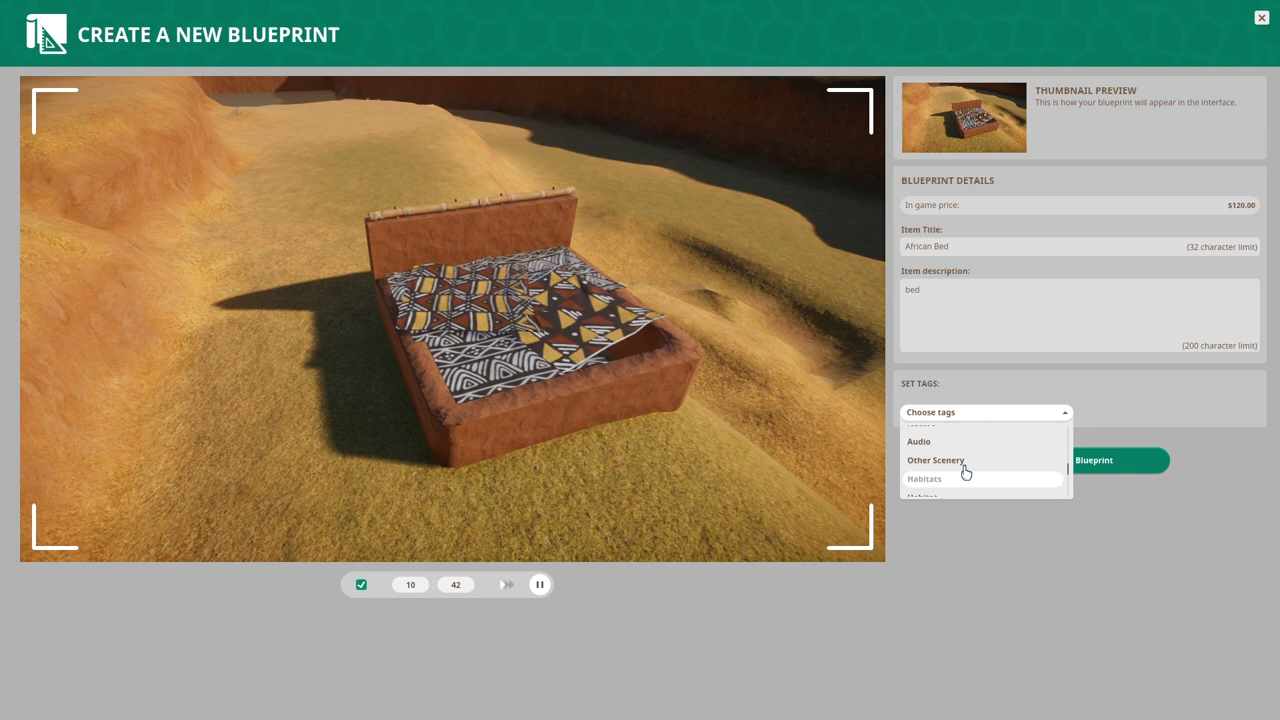 CREATE A NEW BLUEPRINT
THUMBNAIL PREVIEW
This is how your blueprint will appear in the interface.
BLUEPRINT DETAILS
In game price: $120.00
Item Title:
African Bed (32 character limit)
Item description:
bed
(200 character limit)
SET TAGS:
Choose tags
Audio
Other Scenery
Blueprint
Habitats
10 42